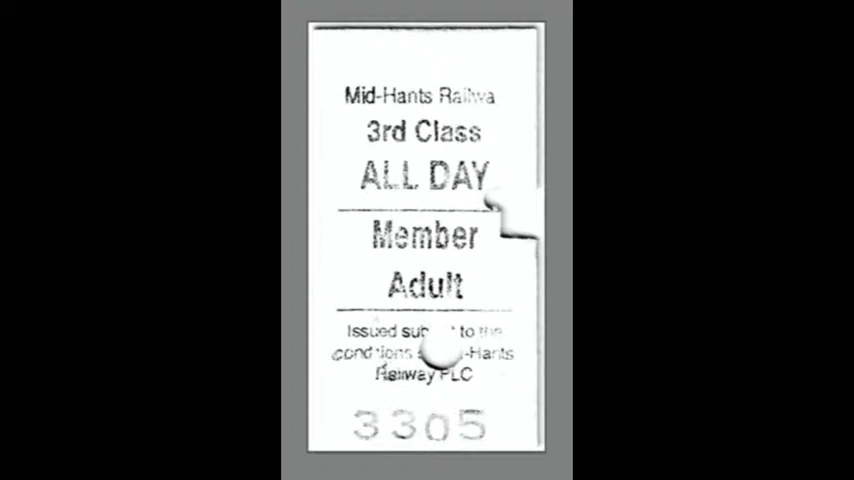 Mid-Hants Railwa
3rd Class
ALL DAY
Member
Adult
Issued sub to the
conditions -Hants
Railway PLC
3305